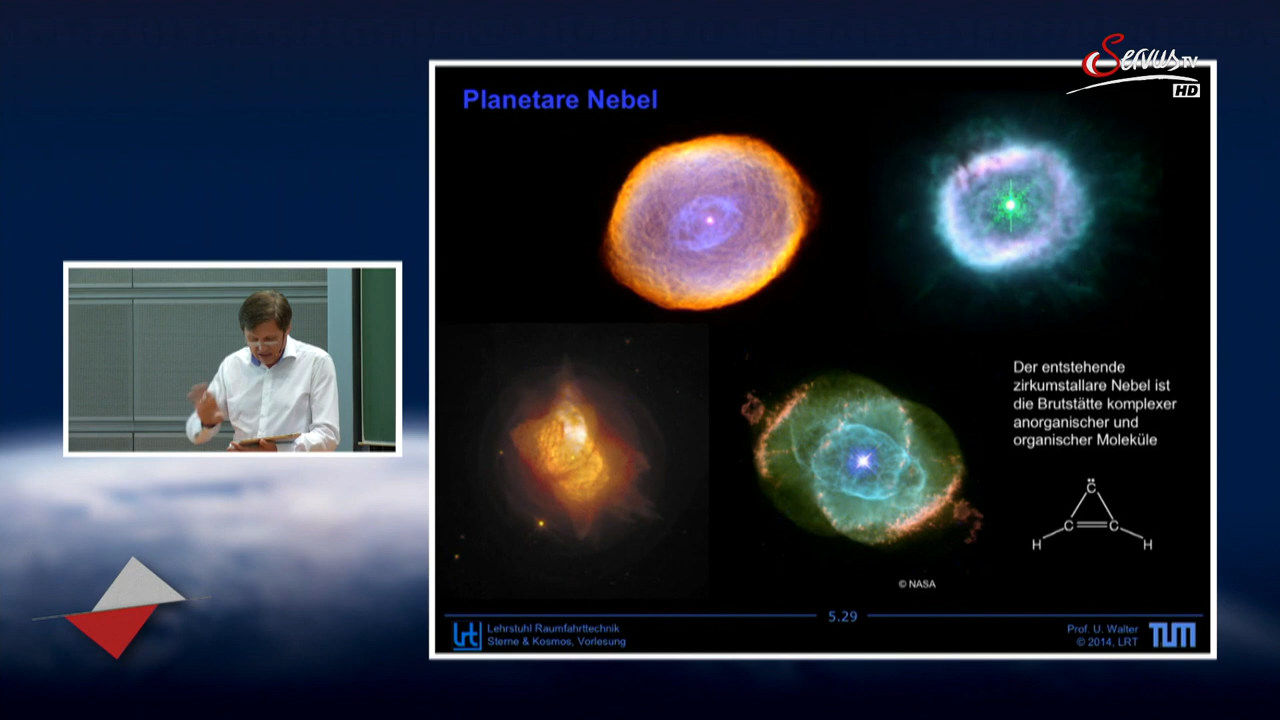 Servus TV
HD
Planetare Nebel
Der entstehende
zirkumstallare Nebel ist
die Brutstätte komplexer
anorganischer und
organischer Moleküle
C
C C
H H
© NASA
5.29
lrt
Lehrstuhl Raumfahrttechnik
Sterne & Kosmos, Vorlesung
Prof. U. Walter
© 2014, LRT
TUM